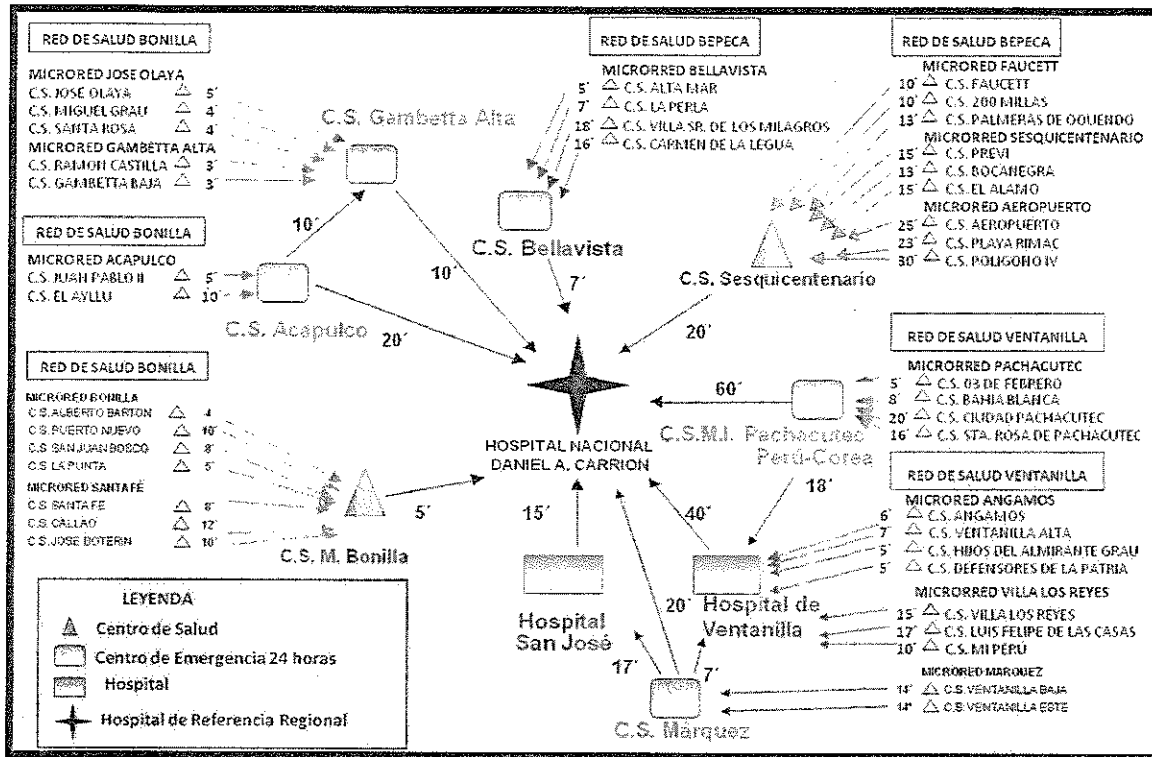 RED DE SALUD BONILLA
MICRORED JOSE OLAYA
C.S. JOSÉ OLAYA 5´
C.S. MIGUEL GRAU 4´
C.S. SANTA ROSA 4´
MICRORED GAMBETTA ALTA
C.S. RAMON CASTILLA 3´
C.S. GAMBETTA BAJA 3´
C.S. Gambetta Alta
10´
10´
RED DE SALUD BONILLA
MICRORED ACAPULCO
C.S. JUAN PABLO II 5´
C.S. EL AYLLU 10´
C.S. Acapulco
20´
RED DE SALUD BEPECA
MICRORRED BELLAVISTA
5´ C.S. ALTA MAR
7´ C.S. LA PERLA
18´ C.S. VILLA SR. DE LOS MILAGROS
16´ C.S. CARMEN DE LA LEGUA
C.S. Bellavista
7´
RED DE SALUD BEPECA
MICRORED FAUCETT
10´ C.S. FAUCETT
10´ C.S. 200 MILLAS
13´ C.S. PALMERAS DE OQUENDO
MICRORRED SESQUICENTENARIO
15´ C.S. PREVI
13´ C.S. BOCANEGRA
15´ C.S. EL ALAMO
MICRORED AEROPUERTO
25´ C.S. AEROPUERTO
23´ C.S. PLAYA RIMAC
30´ C.S. POLIGONO IV
C.S. Sesquicentenario
20´
RED DE SALUD BONILLA
MICRORED BONILLA
C.S. ALBERTO BARTON 4
C.S. PUERTO NUEVO 10´
C.S. SAN JUAN BOSCO 8´
C.S. LA PUNTA 5´
MICRORED SANTA FÉ
C.S. SANTA FE 8´
C.S. CALLAO 12´
C.S. JOSE BOTERIN 10´
C.S. M. Bonilla
5´
HOSPITAL NACIONAL
DANIEL A. CARRION
RED DE SALUD VENTANILLA
MICRORRED PACHACUTEC
5´ C.S. 03 DE FEBRERO
8´ C.S. BAHIA BLANCA
20´ C.S. CIUDAD PACHACUTEC
16´ C.S. STA. ROSA DE PACHACUTEC
60´
C.S.M.I. Pachacutec
Perú-Corea
18´
RED DE SALUD VENTANILLA
MICRORED ANGAMOS
6´ C.S. ANGAMOS
7´ C.S. VENTANILLA ALTA
5´ C.S. HIJOS DEL ALMIRANTE GRAU
5´ C.S. DEFENSORES DE LA PATRIA
MICRORRED VILLA LOS REYES
15´ C.S. VILLA LOS REYES
17´ C.S. LUIS FELIPE DE LAS CASAS
10´ C.S. MI PERÚ
MICRORED MARQUEZ
C.S. VENTANILLA BAJA
C.S. VENTANILLA ESTE
15´
40´
Hospital
San José
Hospital de
Ventanilla
20´
17´
7´
C.S. Márquez
LEYENDA
Centro de Salud
Centro de Emergencia 24 horas
Hospital
Hospital de Referencia Regional